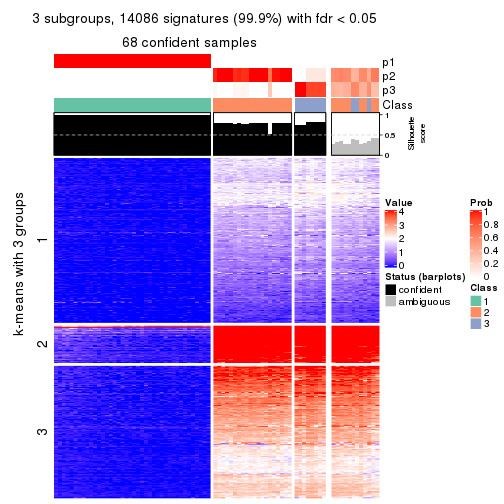 3 subgroups, 14086 signatures (99.9%) with fdr < 0.05
68 confident samples
p1
p2
p3
Class
1
0.5
0
Silhouette
score
k-means with 3 groups
1
2
3
Value
4
3
2
1
0
Status (barplots)
confident
ambiguous
Prob
1
0.8
0.6
0.4
0.2
0
Class
1
2
3